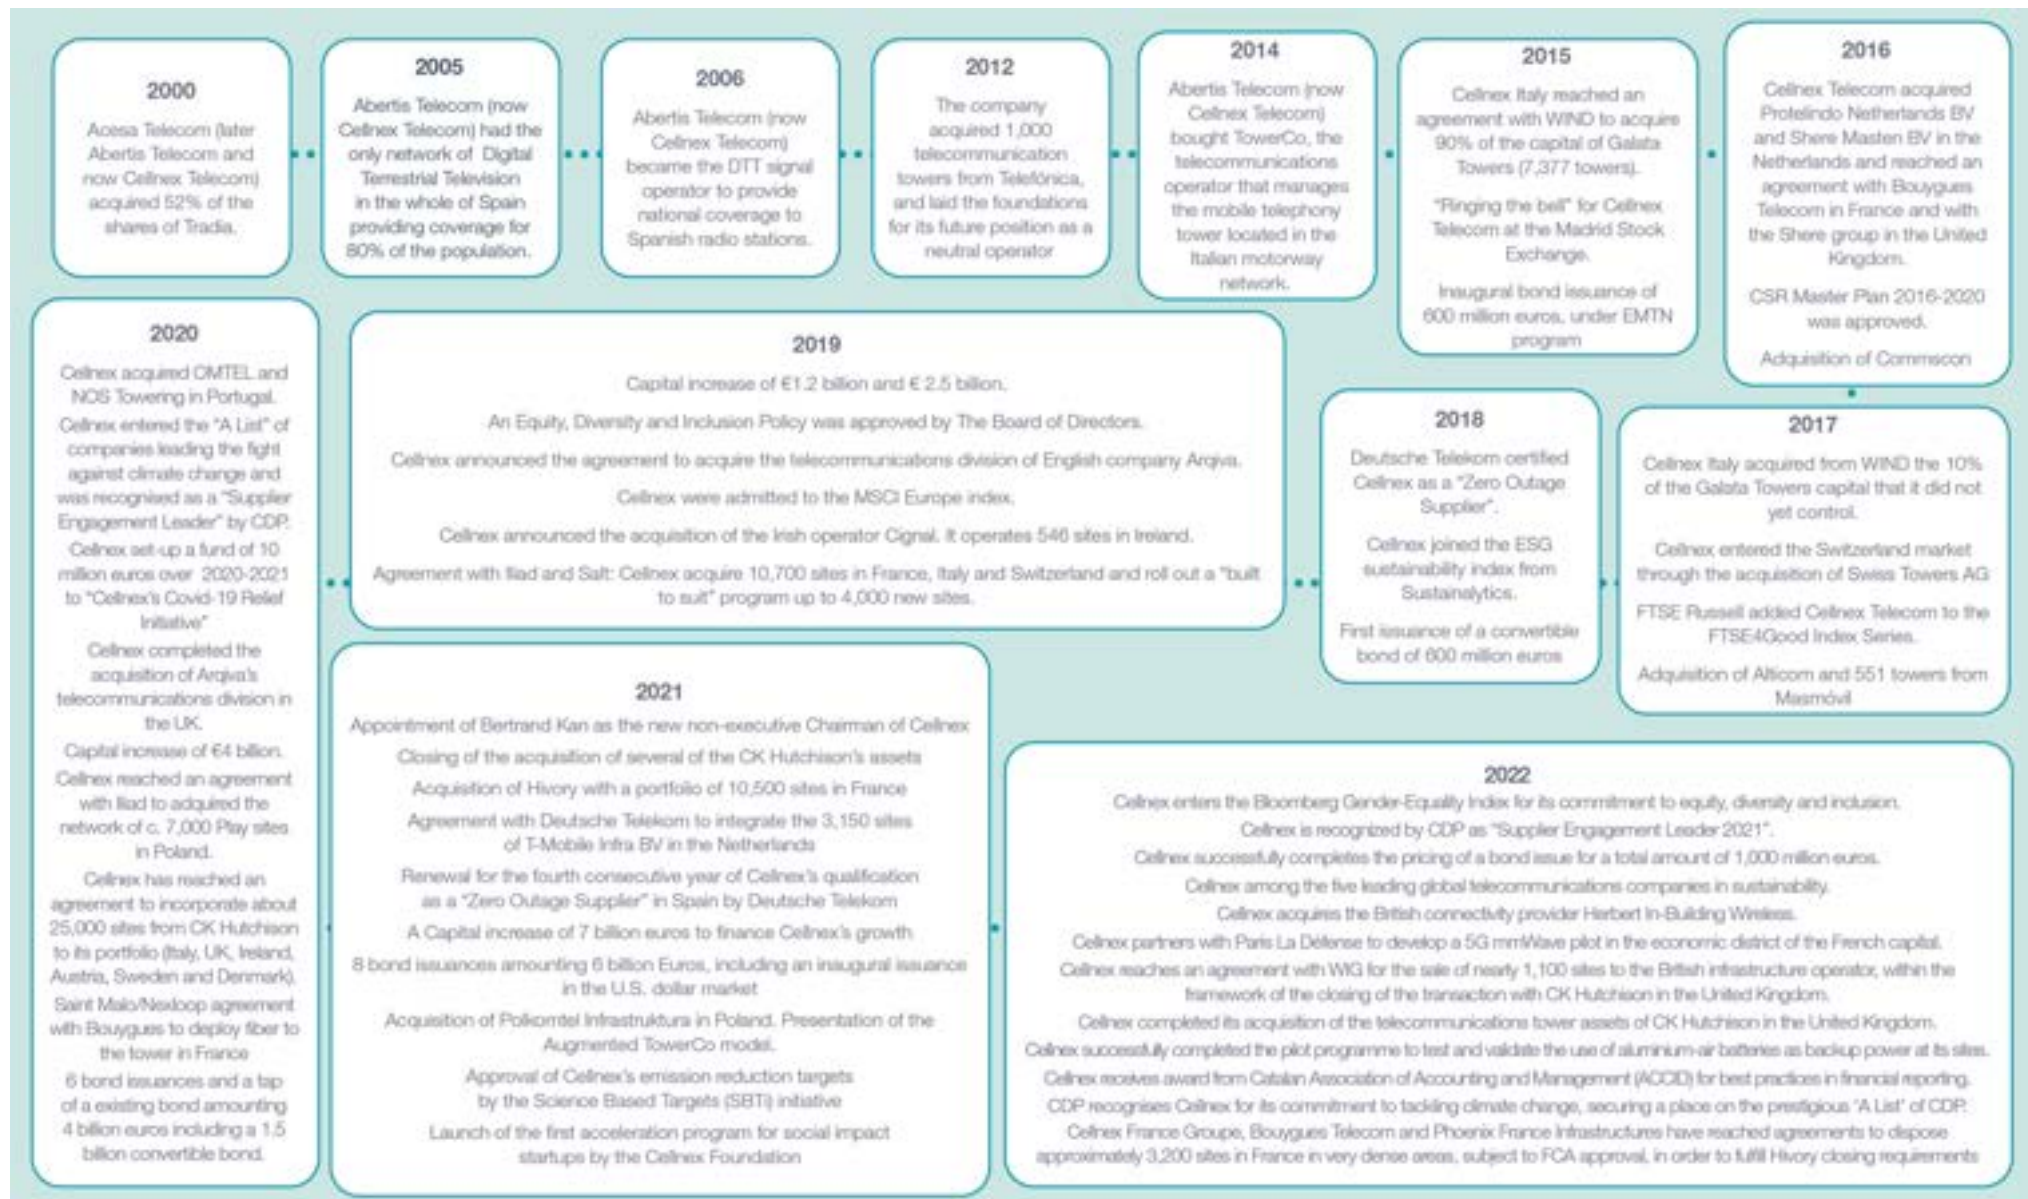 2000
Acesa Telecom (later
Abertis Telecom and
now Cellnex Telecom)
acquired 52% of the
shares of Tradia.
2005
Abertis Telecom (now
Cellnex Telecom) had the
only network of Digital
Terrestrial Television
in the whole of Spain
providing coverage for
80% of the population.
2006
Abertis Telecom (now
Cellnex Telecom)
became the DTT signal
operator to provide
national coverage to
Spanish radio stations.
2012
The company
acquired 1,000
telecommunication
towers from Telefónica,
and laid the foundations
for its future position as a
neutral operator
2014
Abertis Telecom (now
Cellnex Telecom)
bought TowerCo, the
telecommunications
operator that manages
the mobile telephony
tower located in the
Italian motorway
network.
2015
Cellnex Italy reached an
agreement with WIND to acquire
90% of the capital of Galata
Towers (7,377 towers).
"Ringing the bell" for Cellnex
Telecom at the Madrid Stock
Exchange.
Inaugural bond issuance of
600 million euros, under EMTN
program
2016
Cellnex Telecom acquired
Protelindo Netherlands BV
and Shere Masten BV in the
Netherlands and reached an
agreement with Bouygues
Telecom in France and with
the Shere group in the United
Kingdom.
CSR Master Plan 2016-2020
was approved.
Adquisition of Commscon
2017
Cellnex Italy acquired from WIND the 10%
of the Galata Towers capital that it did not
yet control.
Cellnex entered the Switzerland market
through the acquisition of Swiss Towers AG
FTSE Russell added Cellnex Telecom to the
FTSE4Good Index Series.
Adquisition of Alticom and 551 towers from
Masmóvil
2018
Deutsche Telekom certified
Cellnex as a "Zero Outage
Supplier".
Cellnex joined the ESG
sustainability index from
Sustainalytics.
First issuance of a convertible
bond of 600 million euros
2019
Capital increase of €1.2 billion and € 2.5 billion.
An Equity, Diversity and Inclusion Policy was approved by The Board of Directors.
Cellnex announced the agreement to acquire the telecommunications division of English company Arqiva.
Cellnex were admitted to the MSCI Europe index.
Cellnex announced the acquisition of the Irish operator Cignal. It operates 546 sites in Ireland.
Agreement with Iliad and Salt: Cellnex acquire 10,700 sites in France, Italy and Switzerland and roll out a "built
to suit" program up to 4,000 new sites.
2020
Cellnex acquired OMTEL and
NOS Towering in Portugal.
Cellnex entered the "A List" of
companies leading the fight
against climate change and
was recognised as a "Supplier
Engagement Leader" by CDP.
Cellnex set-up a fund of 10
million euros over 2020-2021
to "Cellnex's Covid-19 Relief
Initiative"
Cellnex completed the
acquisition of Arqiva's
telecommunications division in
the UK.
Capital increase of €4 billion.
Cellnex reached an agreement
with Iliad to adquired the
network of c. 7,000 Play sites
in Poland.
Cellnex has reached an
agreement to incorporate about
25,000 sites from CK Hutchison
to its portfolio (Italy, UK, Ireland,
Austria, Sweden and Denmark).
Saint Malo/Nexloop agreement
with Bouygues to deploy fiber to
the tower in France
6 bond issuances and a tap
of a existing bond amounting
4 billion euros including a 1.5
billion convertible bond.
2021
Appointment of Bertrand Kan as the new non-executive Chairman of Cellnex
Closing of the acquisition of several of the CK Hutchison's assets
Acquisition of Hivory with a portfolio of 10,500 sites in France
Agreement with Deutsche Telekom to integrate the 3,150 sites
of T-Mobile Infra BV in the Netherlands
Renewal for the fourth consecutive year of Cellnex's qualification
as a "Zero Outage Supplier" in Spain by Deutsche Telekom
A Capital increase of 7 billion euros to finance Cellnex's growth
8 bond issuances amounting 6 billion Euros, including an inaugural issuance
in the U.S. dollar market
Acquisition of Polkomtel Infrastruktura in Poland. Presentation of the
Augmented TowerCo model.
Approval of Cellnex's emission reduction targets
by the Science Based Targets (SBTi) initiative
Launch of the first acceleration program for social impact
startups by the Cellnex Foundation
2022
Cellnex enters the Bloomberg Gender-Equality Index for its commitment to equity, diversity and inclusion.
Cellnex is recognized by CDP as "Supplier Engagement Leader 2021".
Cellnex successfully completes the pricing of a bond issue for a total amount of 1,000 million euros.
Cellnex among the five leading global telecommunications companies in sustainability.
Cellnex acquires the British connectivity provider Herbert In-Building Wireless.
Cellnex partners with Paris La Défense to develop a 5G mmWave pilot in the economic district of the French capital.
Cellnex reaches an agreement with WIG for the sale of nearly 1,100 sites to the British infrastructure operator, within the
framework of the closing of the transaction with CK Hutchison in the United Kingdom.
Cellnex completed its acquisition of the telecommunications tower assets of CK Hutchison in the United Kingdom.
Cellnex successfully completed the pilot programme to test and validate the use of aluminium-air batteries as backup power at its sites.
Cellnex receives award from Catalan Association of Accounting and Management (ACCID) for best practices in financial reporting.
CDP recognises Cellnex for its commitment to tackling climate change, securing a place on the prestigious 'A List' of CDP.
Cellnex France Groupe, Bouygues Telecom and Phoenix France Infrastructures have reached agreements to dispose
approximately 3,200 sites in France in very dense areas, subject to FCA approval, in order to fulfill Hivory closing requirements